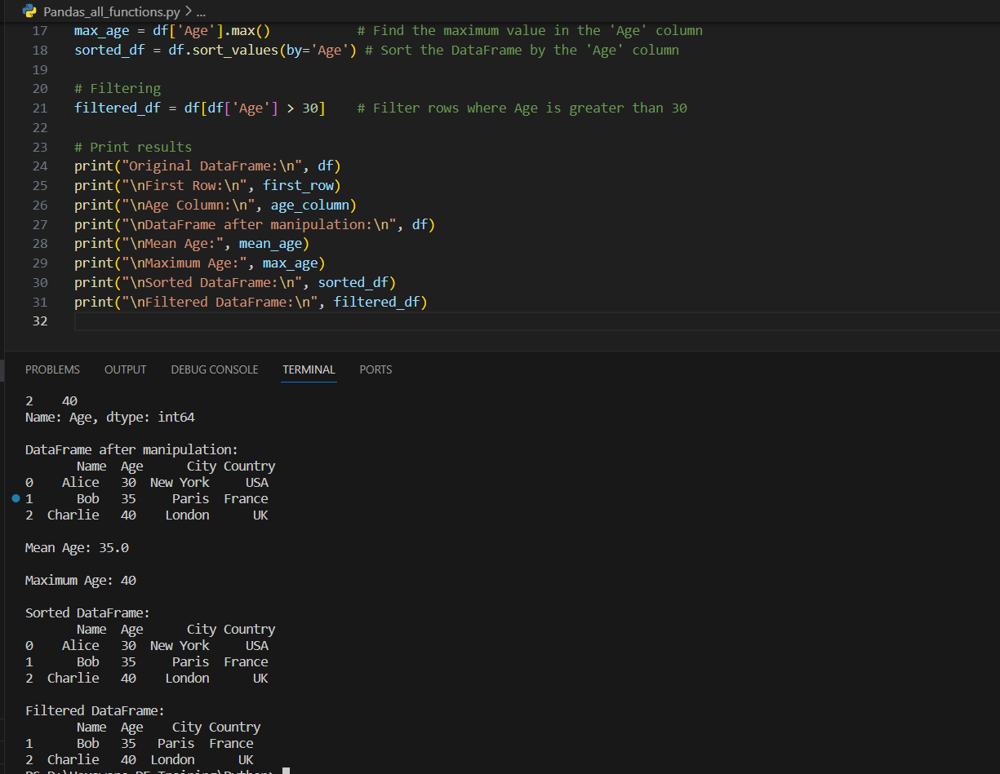 Pandas_all_functions.py > ...
17 max_age = df['Age'].max() # Find the maximum value in the 'Age' column
18 sorted_df = df.sort_values(by='Age') # Sort the DataFrame by the 'Age' column
19
20 # Filtering
21 filtered_df = df[df['Age'] > 30] # Filter rows where Age is greater than 30
22
23 # Print results
24 print("Original DataFrame:\n", df)
25 print("\nFirst Row:\n", first_row)
26 print("\nAge Column:\n", age_column)
27 print("\nDataFrame after manipulation:\n", df)
28 print("\nMean Age:", mean_age)
29 print("\nMaximum Age:", max_age)
30 print("\nSorted DataFrame:\n", sorted_df)
31 print("\nFiltered DataFrame:\n", filtered_df)
32
PROBLEMS OUTPUT DEBUG CONSOLE TERMINAL PORTS
2 40
Name: Age, dtype: int64
DataFrame after manipulation:
Name Age City Country
0 Alice 30 New York USA
1 Bob 35 Paris France
2 Charlie 40 London UK
Mean Age: 35.0
Maximum Age: 40
Sorted DataFrame:
Name Age City Country
0 Alice 30 New York USA
1 Bob 35 Paris France
2 Charlie 40 London UK
Filtered DataFrame:
Name Age City Country
1 Bob 35 Paris France
2 Charlie 40 London UK